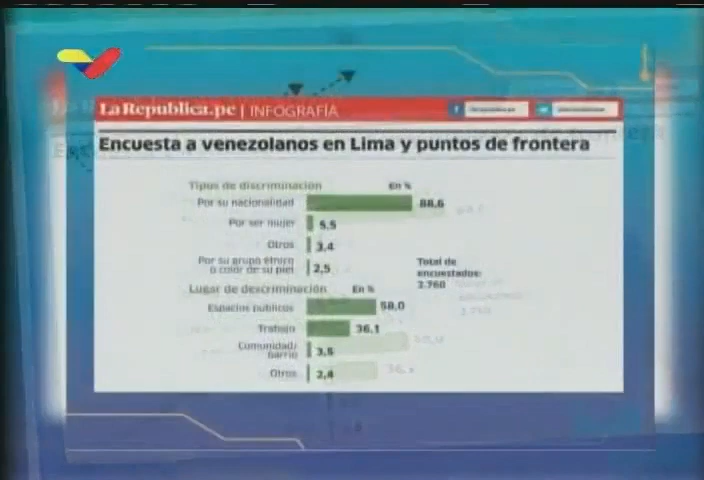 LaRepublica.pe | INFOGRAFÍA
Encuesta a venezolanos en Lima y puntos de frontera
Tipos de discriminación En %
Por su nacionalidad 88,6
Por ser mujer 5,5
Otros 3,4
Por su grupo étnico
o color de su piel 2,5
Total de
encuestados:
3.760
Lugar de descriminación En %
Espacios públicos 58,0
Trabajo 36,1
Comunidad/
barrio 3,5
Otros 2,4